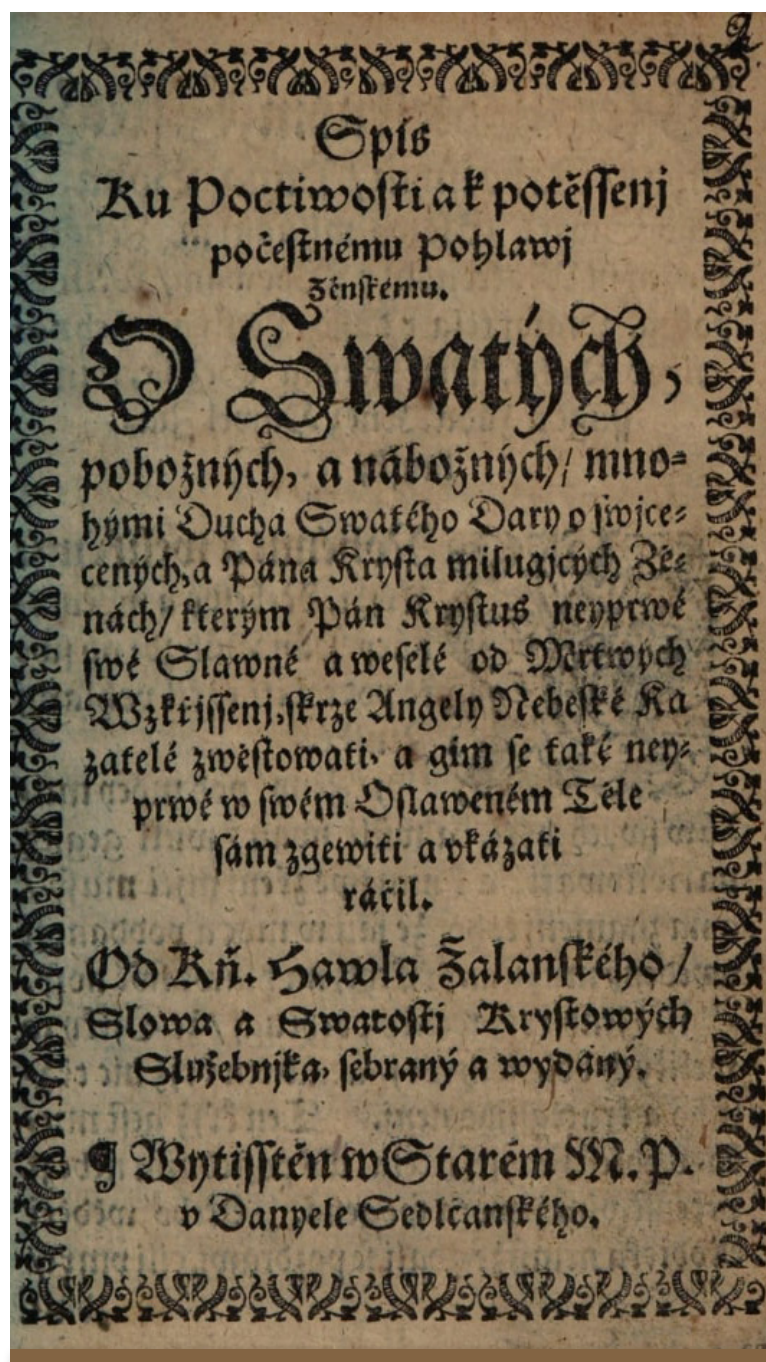 Spis
Ku Poctiwosti a k potěssenj
počestnému Pohlawj
Ženskému.
O Swatých,
pobožných, a nábožných / mno-
hými Ducha Swatého Dary o swjce-
cených, a Pána Krysta milugjcých Že-
nách / kterým Pán Krystus neyprwé
swé Slawné a weselé od Mrtwých
Wzkřjssenj, skrze Angely Nebeské Ka
zatelé zwěstowati, a gim se také ney-
prwé w swém Oslaweném Těle
sám zgewiti a vkázati
ráčil.
Od Kň. Hawla Žalanského /
Slowa a Swatostj Krystowých
Služebnjka, sebraný a wydaný.
¶ Wytisstěn w Starém M. P.
v Danyele Sedlčanského.